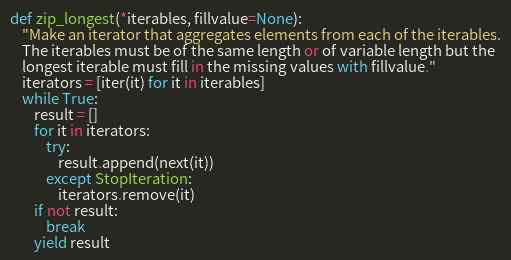 def zip_longest(*iterables, fillvalue=None):
    "Make an iterator that aggregates elements from each of the iterables.
    The iterables must be of the same length or of variable length but the
    longest iterable must fill in the missing values with fillvalue."
    iterators = [iter(it) for it in iterables]
    while True:
        result = []
        for it in iterators:
            try:
                result.append(next(it))
            except StopIteration:
                iterators.remove(it)
        if not result:
            break
        yield result